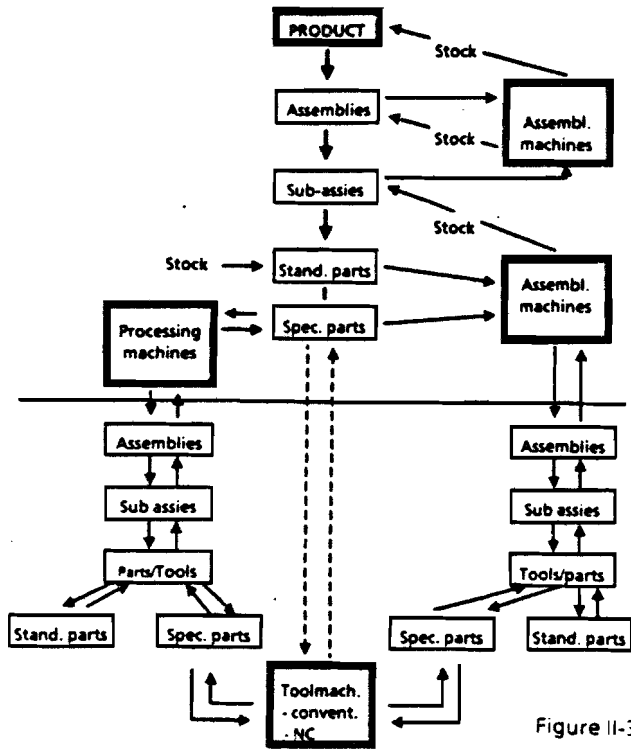 PRODUCT
Stock
Assemblies
Assembl.
machines
Stock
Sub-assies
Stock
Stock
Stand. parts
Assembl.
machines
Processing
machines
Spec. parts
Assemblies
Assemblies
Sub assies
Sub assies
Parts/Tools
Tools/parts
Stand. parts
Spec. parts
Spec. parts
Stand. parts
Toolmach.
- convent.
- NC
Figure II-3